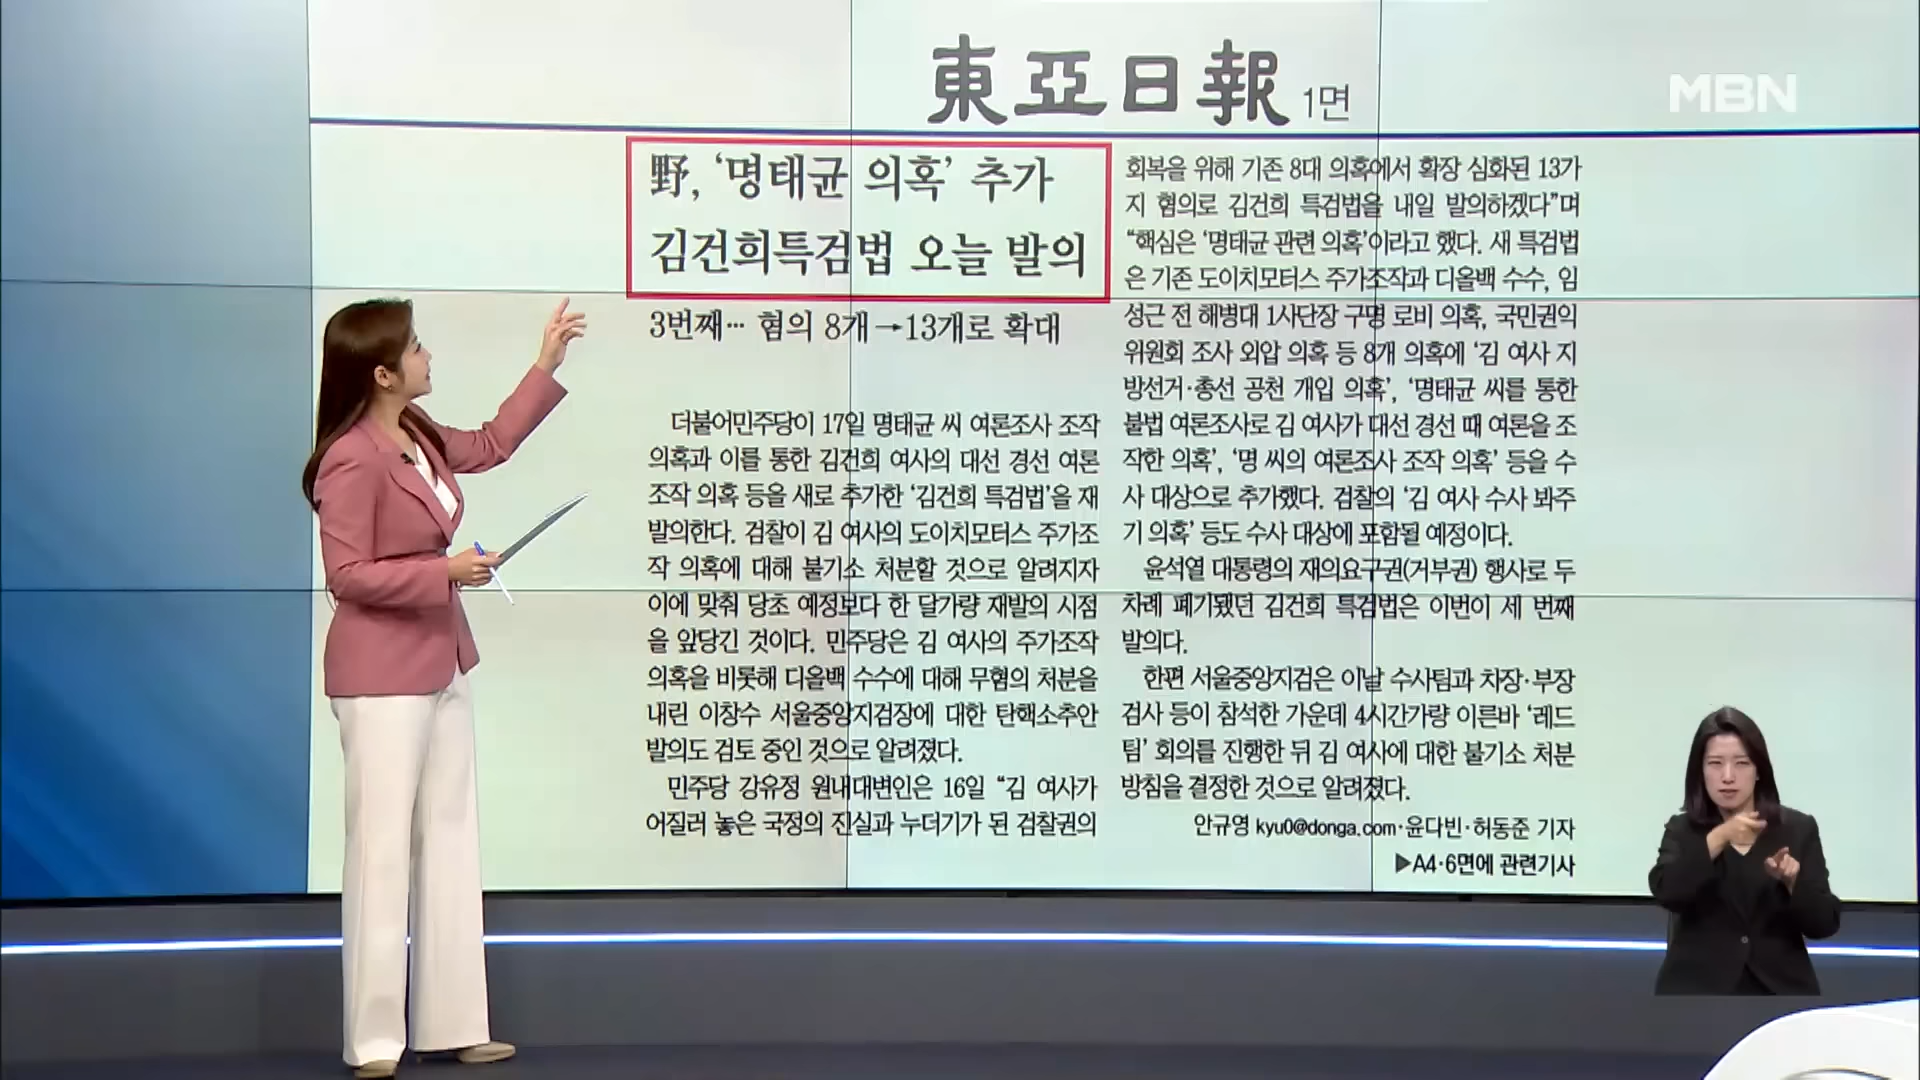 東亞日報 1면
MBN
野, ‘명태균 의혹’ 추가
김건희특검법 오늘 발의
3번째… 혐의 8개→13개로 확대
더불어민주당이 17일 명태균 씨 여론조사 조작
의혹과 이를 통한 김건희 여사의 대선 경선 여론
조작 의혹 등을 새로 추가한 ‘김건희 특검법’을 재
발의한다. 검찰이 김 여사의 도이치모터스 주가조
작 의혹에 대해 불기소 처분할 것으로 알려지자
이에 맞춰 당초 예정보다 한 달가량 재발의 시점
을 앞당긴 것이다. 민주당은 김 여사의 주가조작
의혹을 비롯해 디올백 수수에 대해 무혐의 처분을
내린 이창수 서울중앙지검장에 대한 탄핵소추안
발의도 검토 중인 것으로 알려졌다.
민주당 강유정 원내대변인은 16일 “김 여사가
어질러 놓은 국정의 진실과 누더기가 된 검찰권의
회복을 위해 기존 8대 의혹에서 확장 심화된 13가
지 혐의로 김건희 특검법을 내일 발의하겠다”며
“핵심은 ‘명태균 관련 의혹’이라고 했다. 새 특검법
은 기존 도이치모터스 주가조작과 디올백 수수, 임
성근 전 해병대 1사단장 구명 로비 의혹, 국민권익
위원회 조사 외압 의혹 등 8개 의혹에 ‘김 여사 지
방선거·총선 공천 개입 의혹’, ‘명태균 씨를 통한
불법 여론조사로 김 여사가 대선 경선 때 여론을 조
작한 의혹’, ‘명 씨의 여론조사 조작 의혹’ 등을 수
사 대상으로 추가했다. 검찰의 ‘김 여사 수사 봐주
기 의혹’ 등도 수사 대상에 포함될 예정이다.
윤석열 대통령의 재의요구권(거부권) 행사로 두
차례 폐기됐던 김건희 특검법은 이번이 세 번째
발의다.
한편 서울중앙지검은 이날 수사팀과 차장·부장
검사 등이 참석한 가운데 4시간가량 이른바 ‘레드
팀’ 회의를 진행한 뒤 김 여사에 대한 불기소 처분
방침을 결정한 것으로 알려졌다.
안규영 kyu0@donga.com·윤다빈·허동준 기자
▶A4·6면에 관련기사